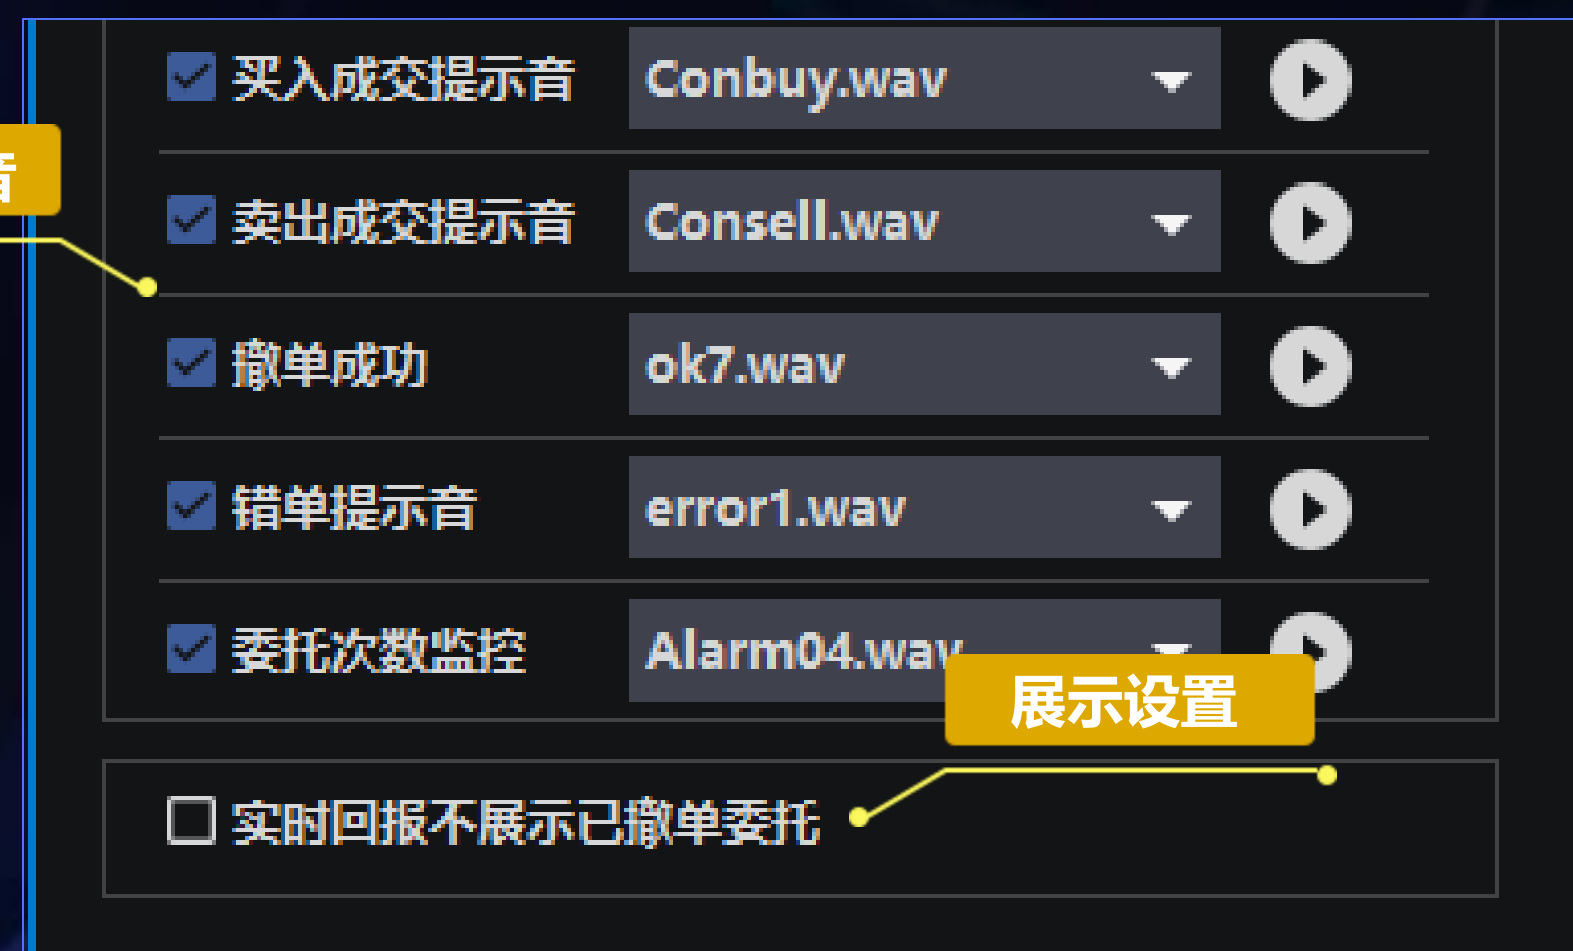 买入成交提示音 Conbuy.wav
音
卖出成交提示音 Consell.wav
撤单成功 ok7.wav
错单提示音 error1.wav
委托次数监控 Alarm04.wav
展示设置
实时回报不展示已撤单委托